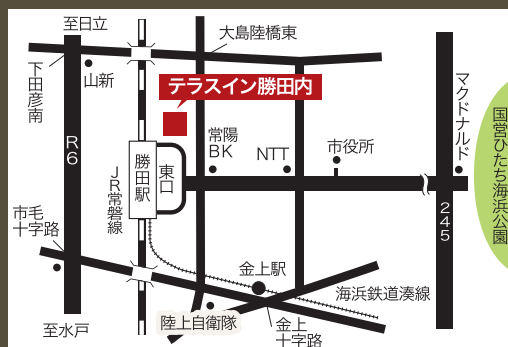 至日立
大島陸橋東
下田彦南
山新
テラスイン勝田内
マクドナルド
国営ひたち海浜公園
R6
常陽
BK
NTT
市役所
勝田駅
東口
JR常磐線
245
市毛
十字路
金上駅
海浜鉄道湊線
陸上自衛隊
金上
十字路
至水戸